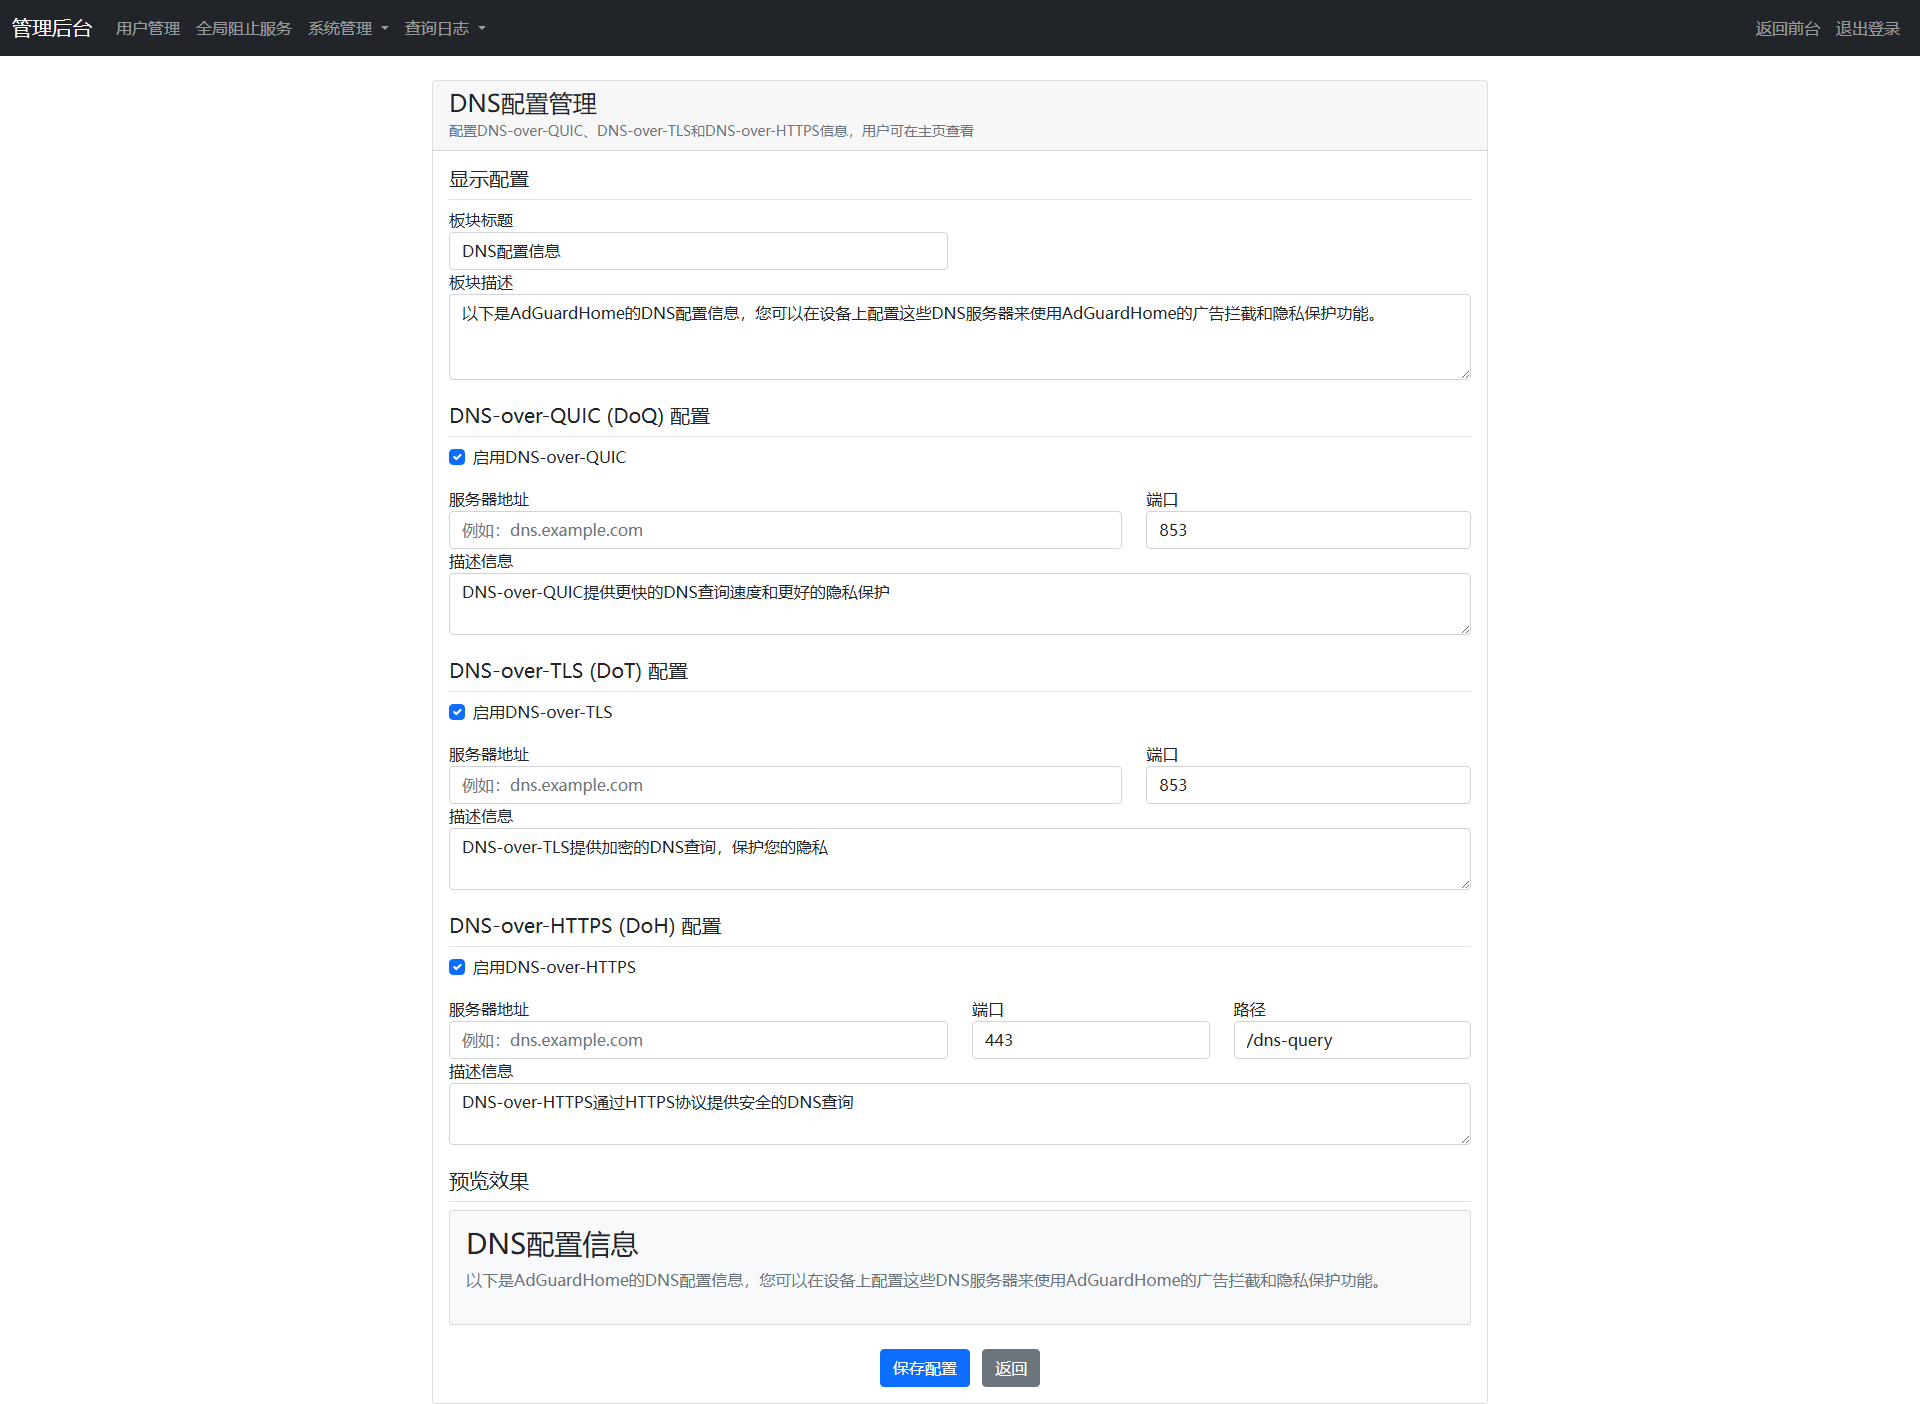 管理后台 用户管理 全局阻止服务 系统管理 查询日志 返回前台 退出登录
DNS配置管理
配置DNS-over-QUIC、DNS-over-TLS和DNS-over-HTTPS信息，用户可在主页查看
显示配置
板块标题
DNS配置信息
板块描述
以下是AdGuardHome的DNS配置信息，您可以在设备上配置这些DNS服务器来使用AdGuardHome的广告拦截和隐私保护功能。
DNS-over-QUIC (DoQ) 配置
启用DNS-over-QUIC
服务器地址 端口
例如：dns.example.com 853
描述信息
DNS-over-QUIC提供更快的DNS查询速度和更好的隐私保护
DNS-over-TLS (DoT) 配置
启用DNS-over-TLS
服务器地址 端口
例如：dns.example.com 853
描述信息
DNS-over-TLS提供加密的DNS查询，保护您的隐私
DNS-over-HTTPS (DoH) 配置
启用DNS-over-HTTPS
服务器地址 端口 路径
例如：dns.example.com 443 /dns-query
描述信息
DNS-over-HTTPS通过HTTPS协议提供安全的DNS查询
预览效果
DNS配置信息
以下是AdGuardHome的DNS配置信息，您可以在设备上配置这些DNS服务器来使用AdGuardHome的广告拦截和隐私保护功能。
保存配置 返回